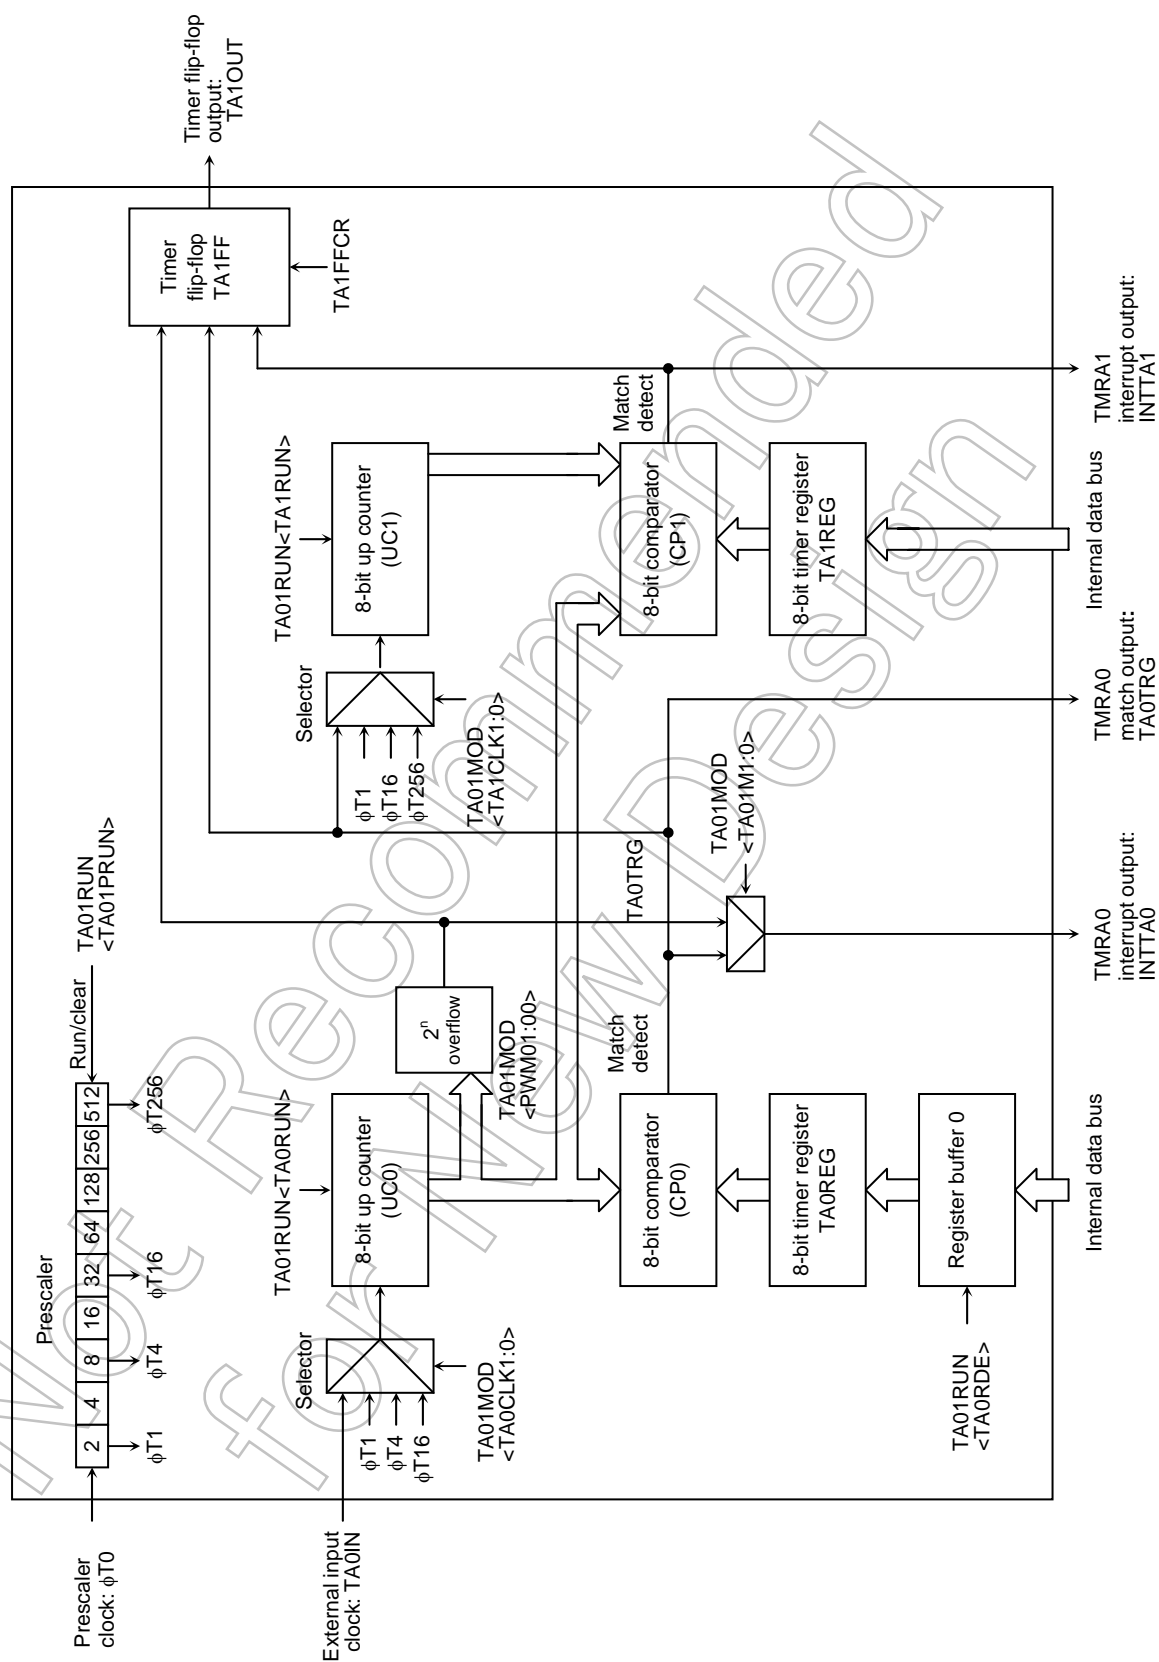 Prescaler
clock: ϕT0
Prescaler
2 4 8 16 32 64 128 256 512
Run/clear
TA01RUN
<TA01PRUN>
ϕT1
ϕT4
ϕT16
ϕT256
External input
clock: TA0IN
Selector
ϕT1
ϕT4
ϕT16
TA01MOD
<TA0CLK1:0>
TA01RUN<TA0RUN>
8-bit up counter
(UC0)
2n
overflow
TA01MOD
<PWM01:00>
Selector
ϕT1
ϕT16
ϕT256
TA01MOD
<TA1CLK1:0>
TA01RUN<TA1RUN>
8-bit up counter
(UC1)
Timer
flip-flop
TA1FF
TA1FFCR
Timer flip-flop
output:
TA1OUT
8-bit comparator
(CP0)
Match
detect
TA0TRG
8-bit comparator
(CP1)
Match
detect
8-bit timer register
TA0REG
TA01MOD
<TA01M1:0>
8-bit timer register
TA1REG
TA01RUN
<TA0RDE>
Register buffer 0
Internal data bus
TMRA0
interrupt output:
INTTA0
TMRA0
match output:
TA0TRG
Internal data bus
TMRA1
interrupt output:
INTTA1
Not Recommended
for New Design